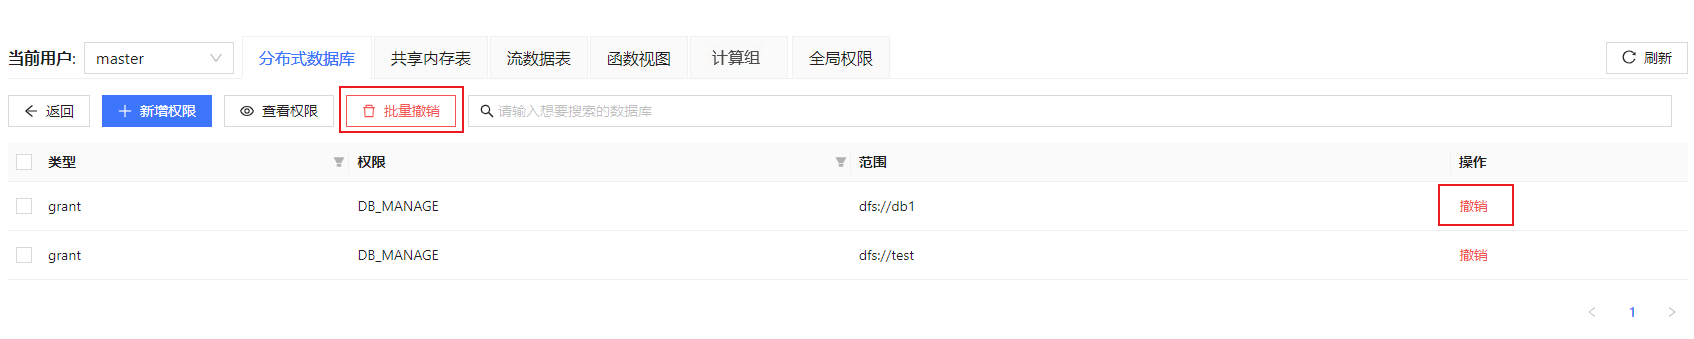 当前用户: master 分布式数据库 共享内存表 流数据表 函数视图 计算组 全局权限 刷新
返回 新增权限 查看权限 批量撤销 请输入想要搜索的数据库
类型 权限 范围 操作
grant DB_MANAGE dfs://db1 撤销
grant DB_MANAGE dfs://test 撤销
1